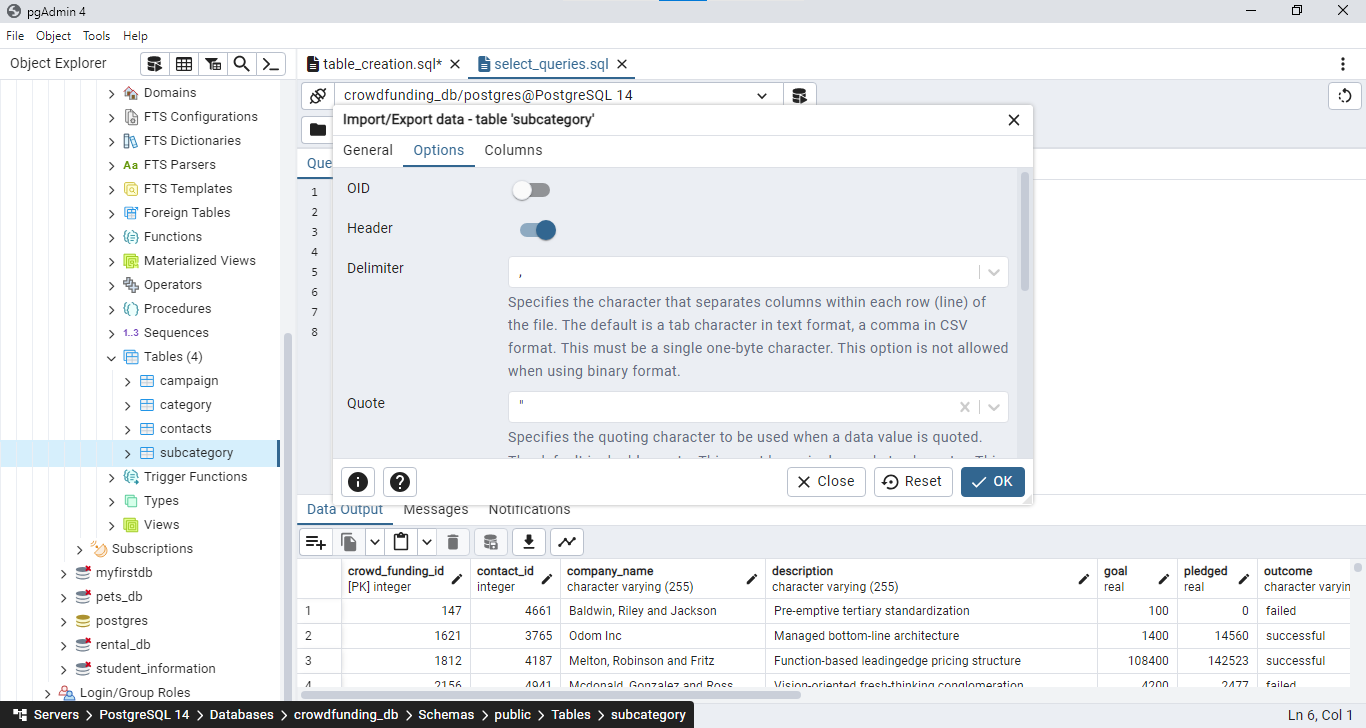 pgAdmin 4
File Object Tools Help
Object Explorer
table_creation.sql*
select_queries.sql
crowdfunding_db/postgres@PostgreSQL 14
Domains
FTS Configurations
FTS Dictionaries
Aa FTS Parsers
FTS Templates
Foreign Tables
Functions
Materialized Views
Operators
Procedures
1..3 Sequences
Tables (4)
campaign
category
contacts
subcategory
Trigger Functions
Types
Views
Subscriptions
myfirstdb
pets_db
postgres
rental_db
student_information
Login/Group Roles
Que
1
2
3
4
5
6
7
8
Import/Export data - table 'subcategory'
General Options Columns
OID
Header
Delimiter
,
Specifies the character that separates columns within each row (line) of
the file. The default is a tab character in text format, a comma in CSV
format. This must be a single one-byte character. This option is not allowed
when using binary format.
Quote
"
Specifies the quoting character to be used when a data value is quoted.
Close Reset OK
Data Output Messages Notifications
crowd_funding_id contact_id company_name description goal pledged outcome
[PK] integer integer character varying (255) character varying (255) real real character varyin
1 147 4661 Baldwin, Riley and Jackson Pre-emptive tertiary standardization 100 0 failed
2 1621 3765 Odom Inc Managed bottom-line architecture 1400 14560 successful
3 1812 4187 Melton, Robinson and Fritz Function-based leadingedge pricing structure 108400 142523 successful
4 2156 4941 Mcdonald, Gonzalez and Ross Vision-oriented fresh-thinking conglomeration 4200 2477 failed
Servers > PostgreSQL 14 > Databases > crowdfunding_db > Schemas > public > Tables > subcategory
Ln 6, Col 1